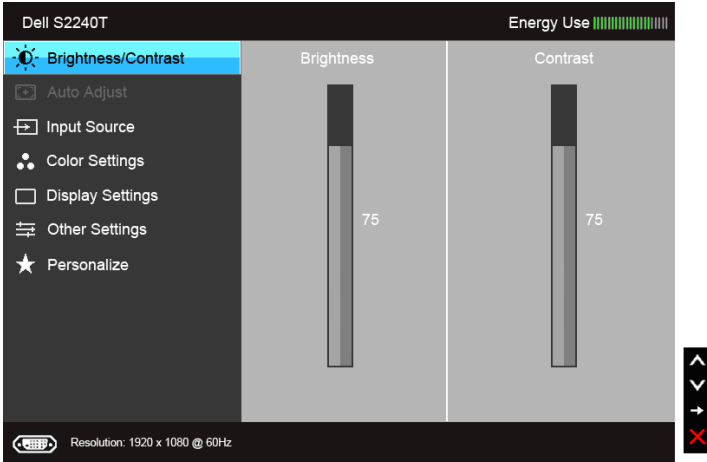 Dell S2240T
Energy Use
Brightness/Contrast
Brightness
Contrast
Auto Adjust
Input Source
Color Settings
Display Settings
75
75
Other Settings
Personalize
Resolution: 1920 x 1080 @ 60Hz